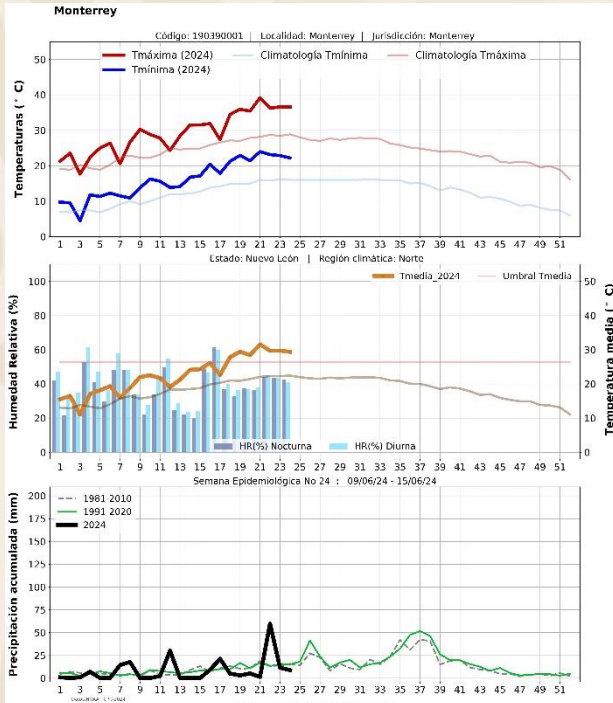 Monterrey
Código: 190390001 | Localidad: Monterrey | Jurisdicción: Monterrey
Temperaturas (° C)
50
40
30
20
10
0
Tmáxima (2024)
Tmínima (2024)
Climatología Tmínima
Climatología Tmáxima
1 3 5 7 9 11 13 15 17 19 21 23 25 27 29 31 33 35 37 39 41 43 45 47 49 51
Estado: Nuevo León | Región climática: Norte
Humedad Relativa (%)
100
80
60
40
20
0
Tmedia_2024
Umbral Tmedia
HR(%) Nocturna
HR(%) Diurna
Temperatura media (° C)
50
40
30
20
10
0
1 3 5 7 9 11 13 15 17 19 21 23 25 27 29 31 33 35 37 39 41 43 45 47 49 51
Semana Epidemiológica No 24 : 09/06/24 - 15/06/24
Precipitación acumulada (mm)
200
175
150
125
100
75
50
25
0
1981-2010
1991-2020
2024
1 3 5 7 9 11 13 15 17 19 21 23 25 27 29 31 33 35 37 39 41 43 45 47 49 51